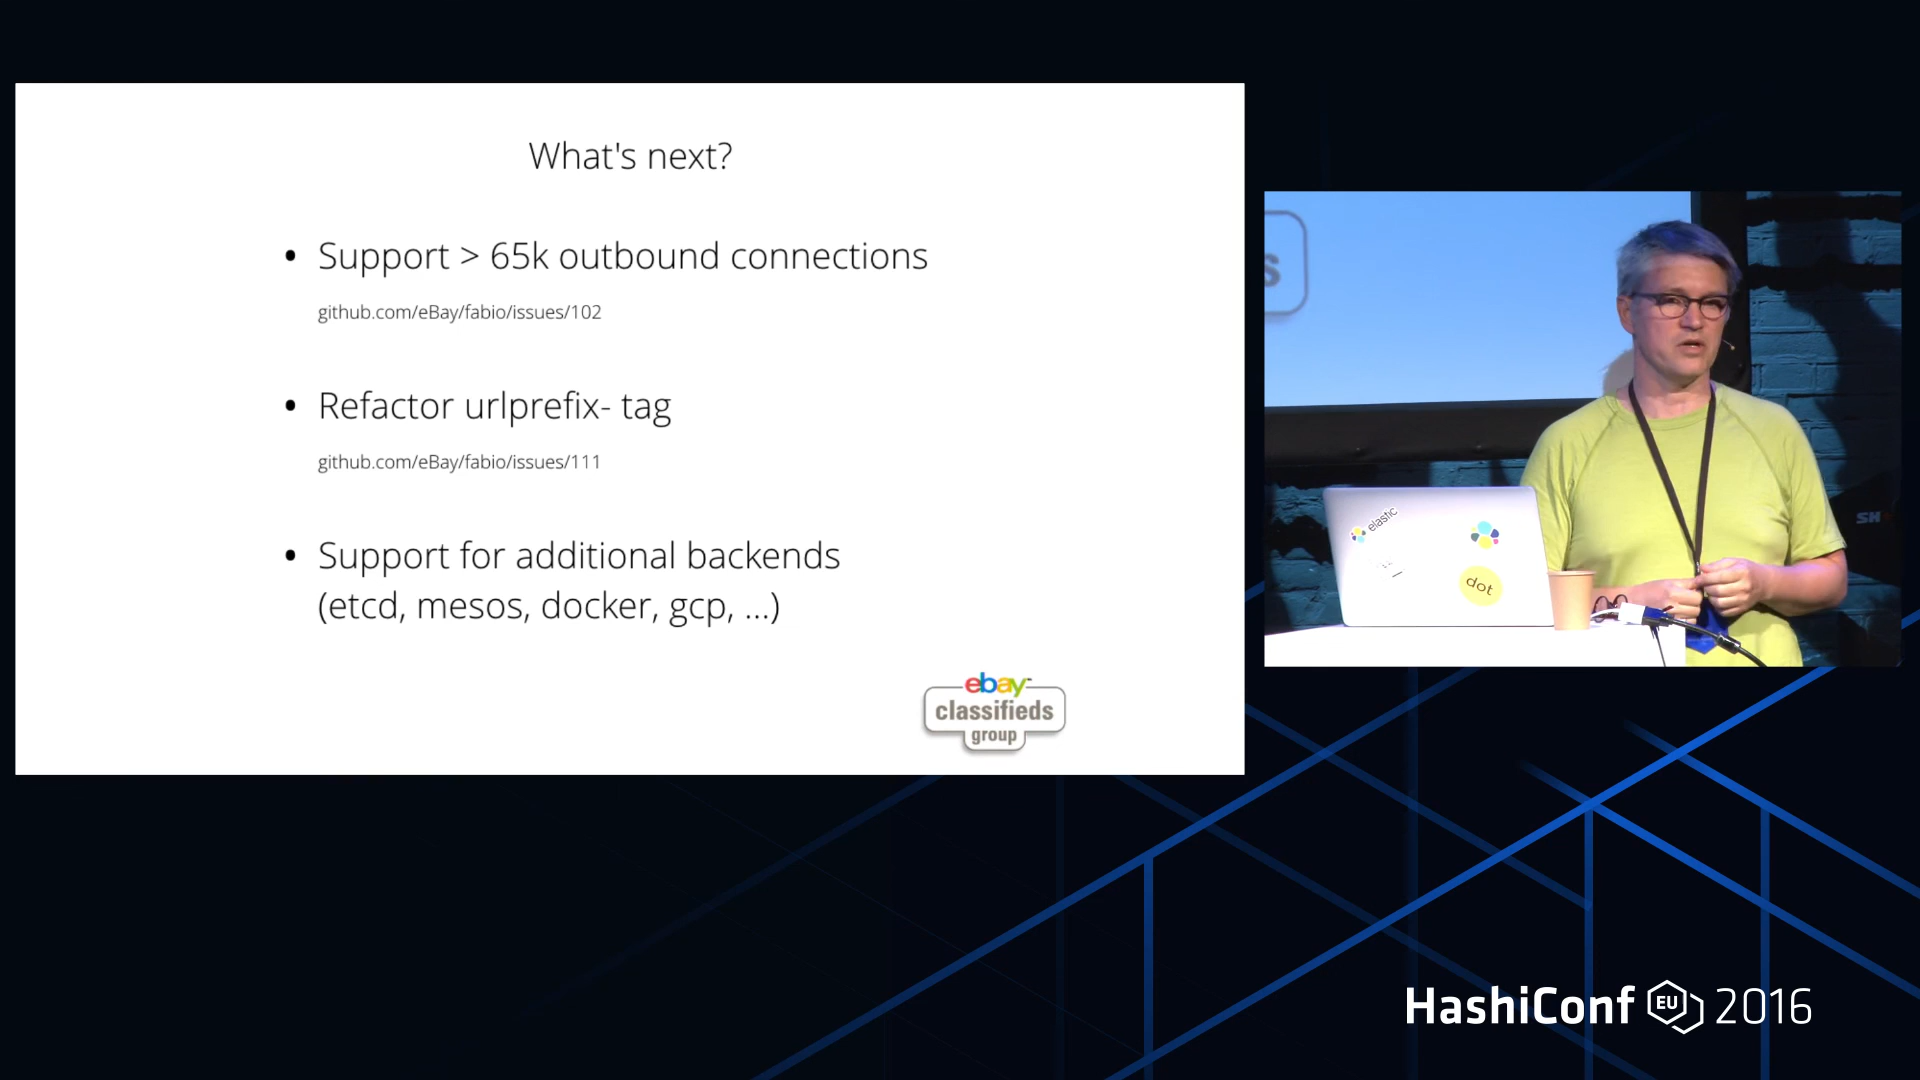 What's next?
• Support > 65k outbound connections
github.com/eBay/fabio/issues/102
• Refactor urlprefix- tag
github.com/eBay/fabio/issues/111
• Support for additional backends
(etcd, mesos, docker, gcp, ...)
ebay
classifieds
group
s
elastic
dot
SH
HashiConf EU 2016